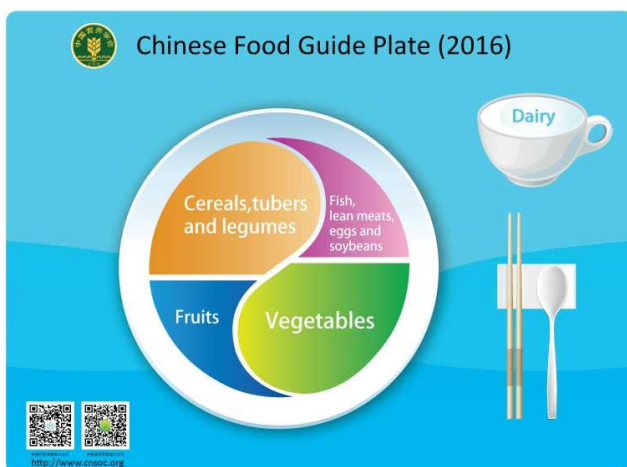 Chinese Food Guide Plate (2016)
Dairy
Cereals,tubers
and legumes
Fish,
lean meats,
eggs and
soybeans
Fruits
Vegetables
http://www.cnsoc.org